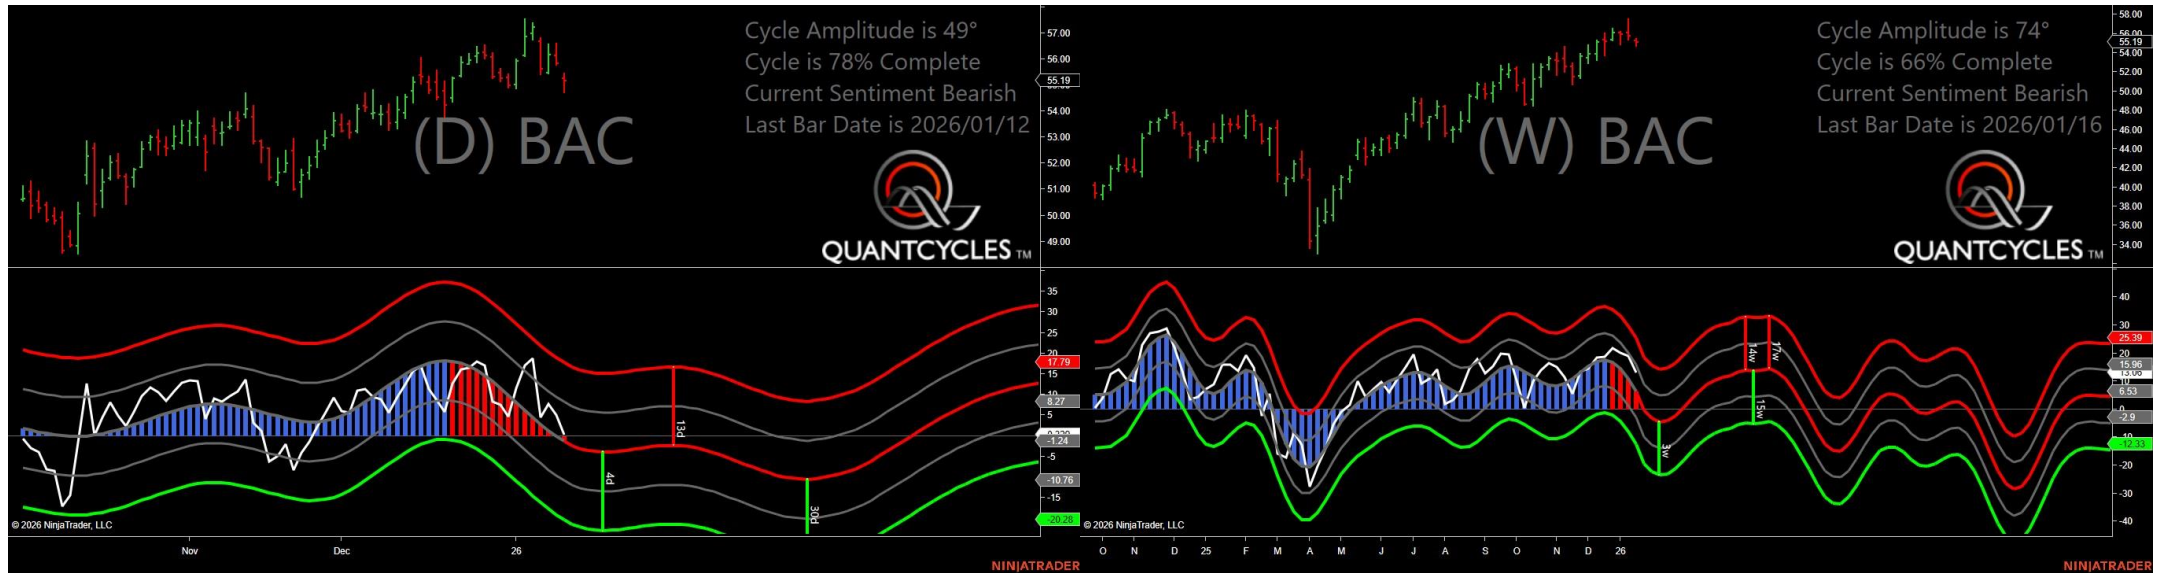 Cycle Amplitude is 49°
Cycle is 78% Complete
Current Sentiment Bearish
Last Bar Date is 2026/01/12
(D) BAC
QUANTCYCLES TM
57.00
56.00
55.19
54.00
53.00
52.00
51.00
50.00
49.00
35
30
25
20
17.79
15
10
8.27
5
-1.24
-5
-10.76
-15
-20.28
4d
13d
30d
© 2026 NinjaTrader, LLC
Nov
Dec
26
NINJATRADER
Cycle Amplitude is 74°
Cycle is 66% Complete
Current Sentiment Bearish
Last Bar Date is 2026/01/16
(W) BAC
QUANTCYCLES TM
58.00
56.00
55.19
54.00
52.00
50.00
48.00
46.00
44.00
42.00
40.00
38.00
36.00
34.00
40
30
25.39
20
15.96
10
6.53
0
-2.9
-10
-12.33
-20
-30
-40
3w
14w
15w
17w
© 2026 NinjaTrader, LLC
O N D 25 F M A M J J A S O N D 26
NINJATRADER